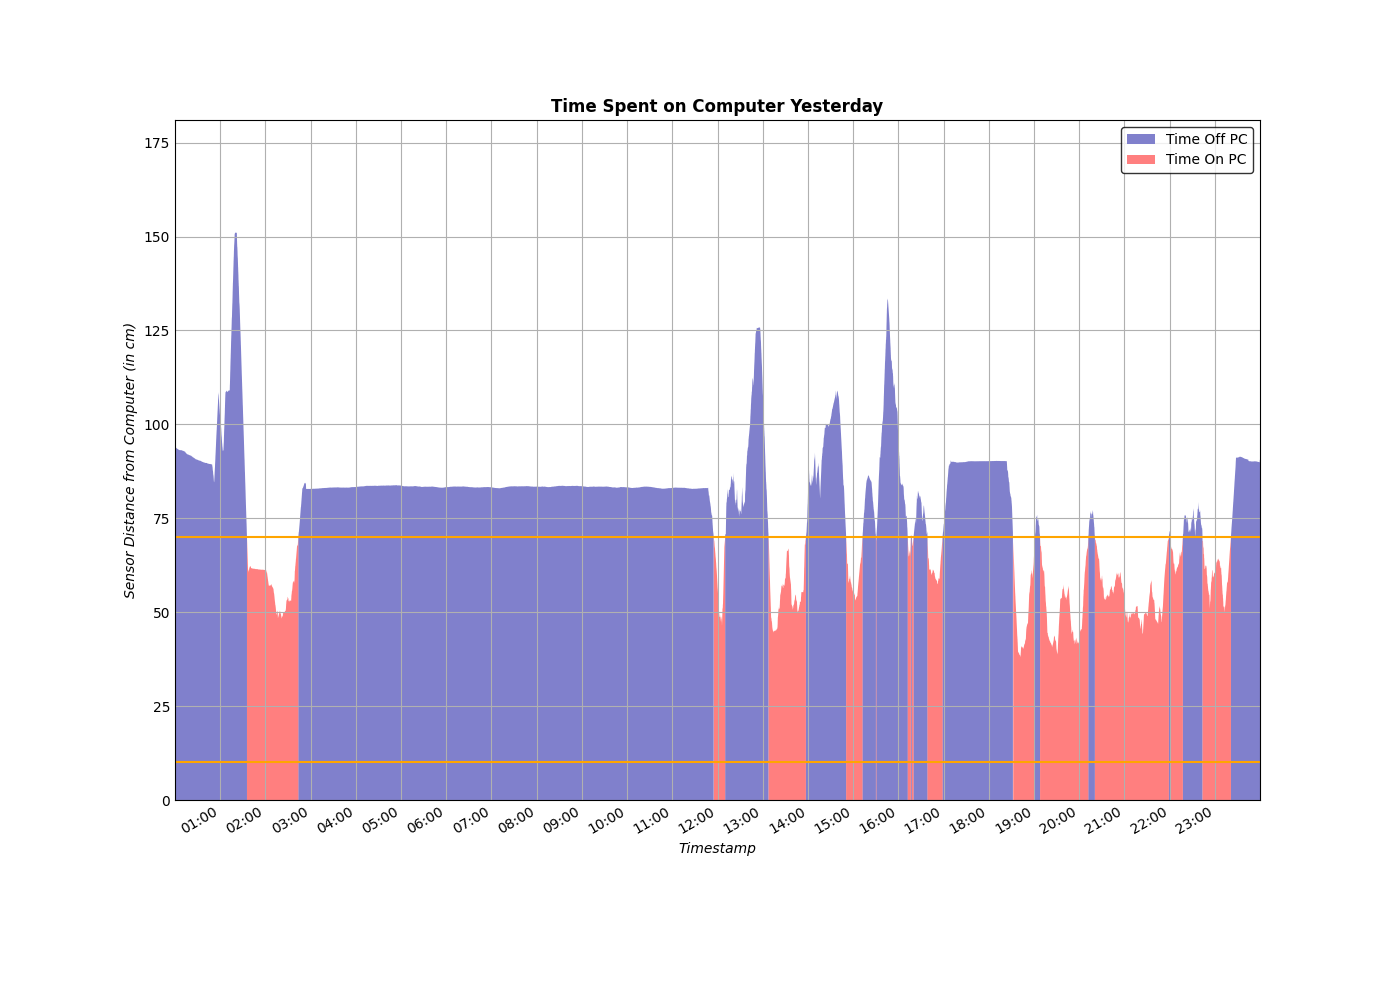 Time Spent on Computer Yesterday
Time Off PC
Time On PC
Sensor Distance from Computer (in cm)
175
150
125
100
75
50
25
0
01:00 02:00 03:00 04:00 05:00 06:00 07:00 08:00 09:00 10:00 11:00 12:00 13:00 14:00 15:00 16:00 17:00 18:00 19:00 20:00 21:00 22:00 23:00
Timestamp